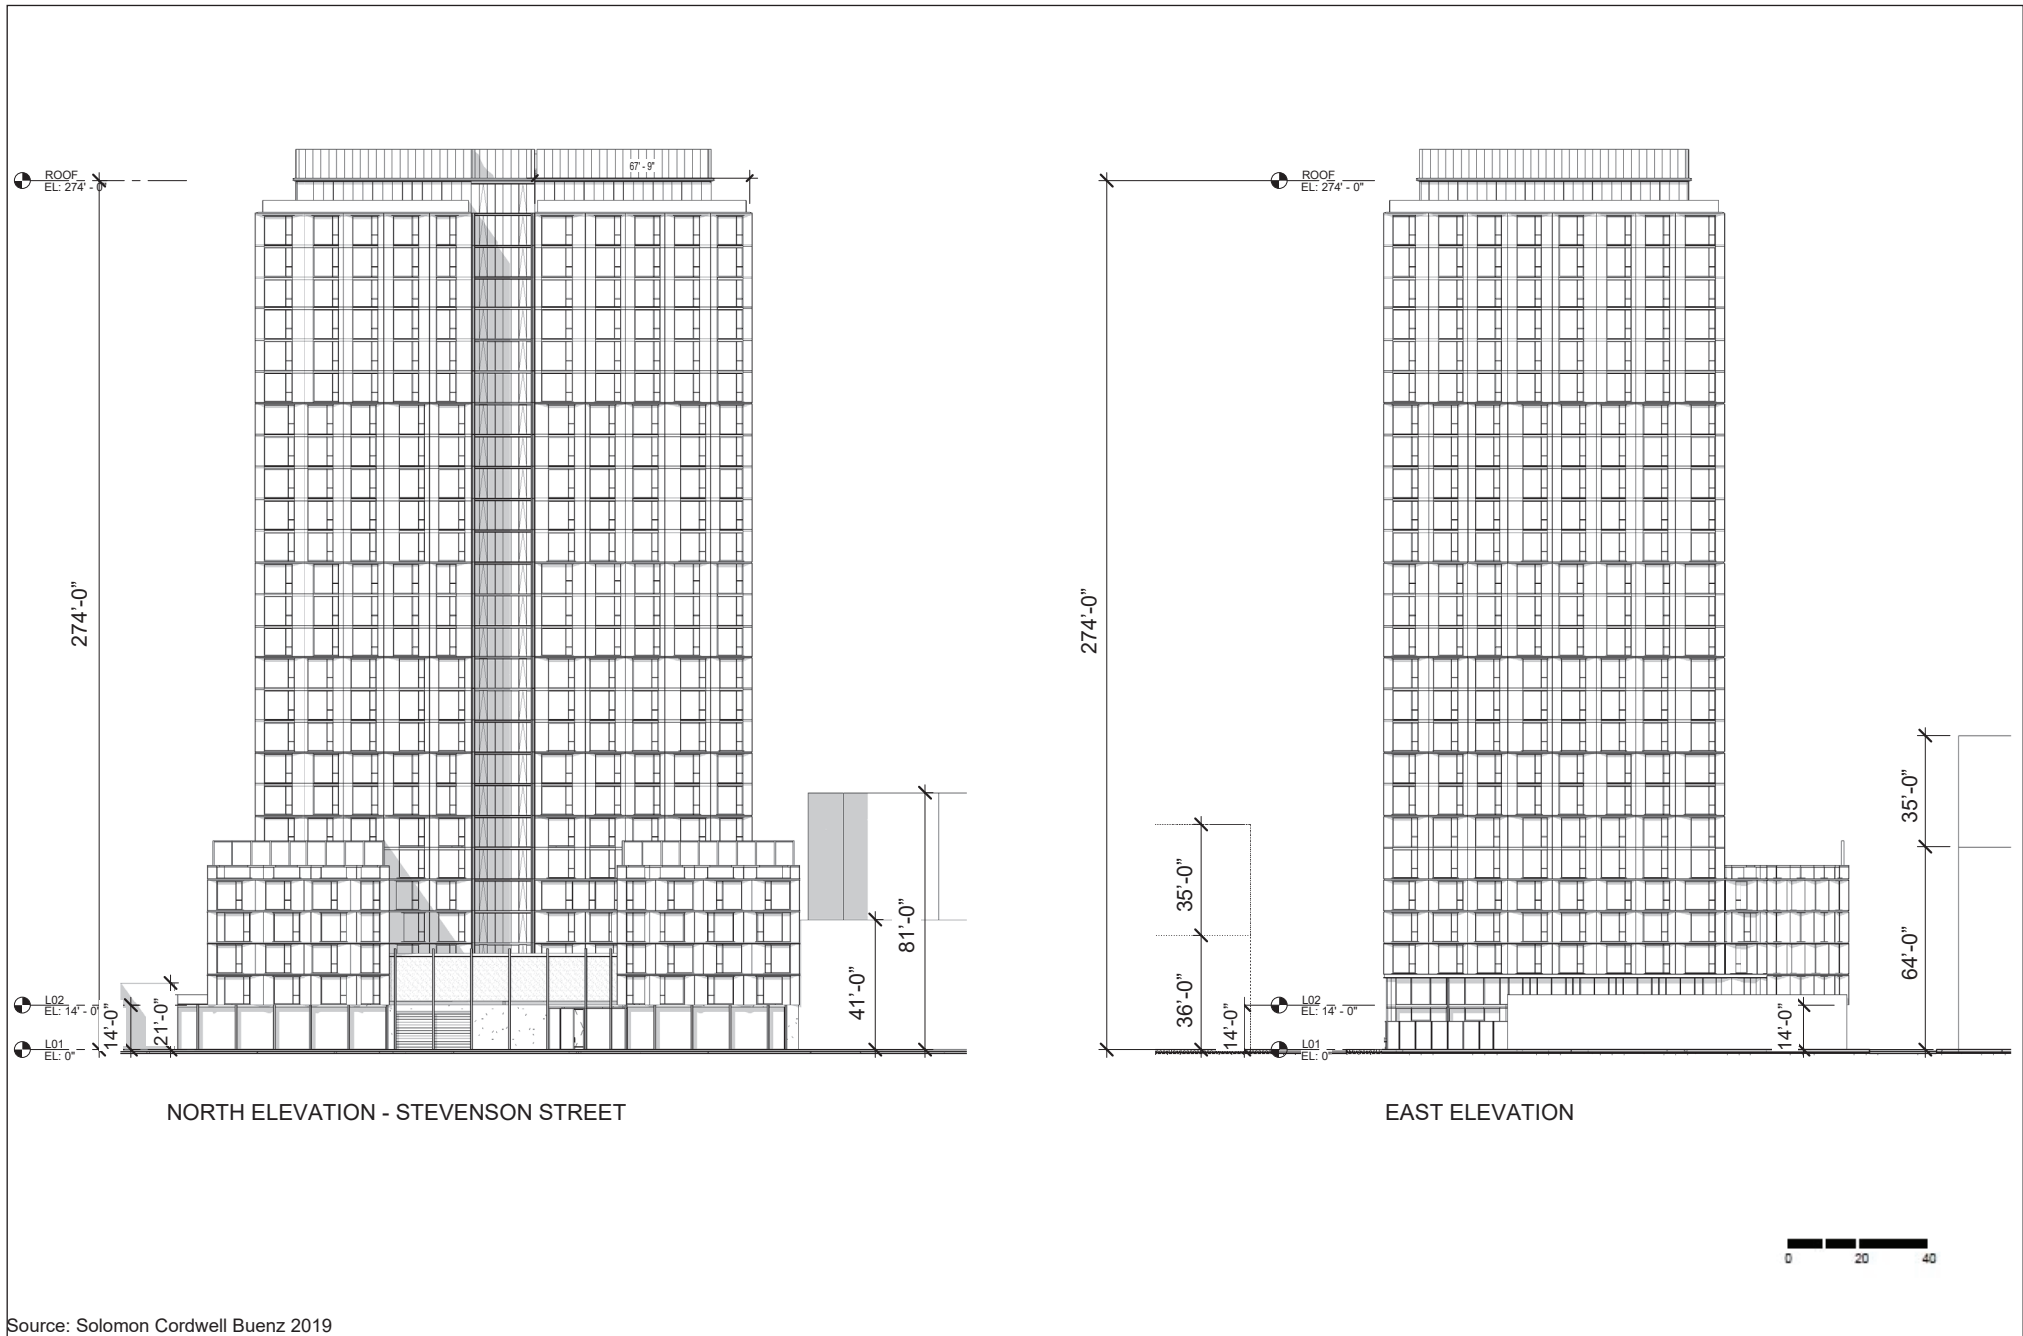 67' - 9"
ROOF
EL: 274' - 0"
ROOF
EL: 274' - 0"
274'-0”
274'-0”
35'-0”
35'-0”
81'-0”
64'-0”
41'-0”
36'-0”
L02
EL: 14' - 0"
14'-0”
21'-0”
L02
EL: 14' - 0"
14'-0”
14'-0”
L01
EL: 0"
L01
EL: 0"
NORTH ELEVATION - STEVENSON STREET
EAST ELEVATION
0 20 40
Source: Solomon Cordwell Buenz 2019